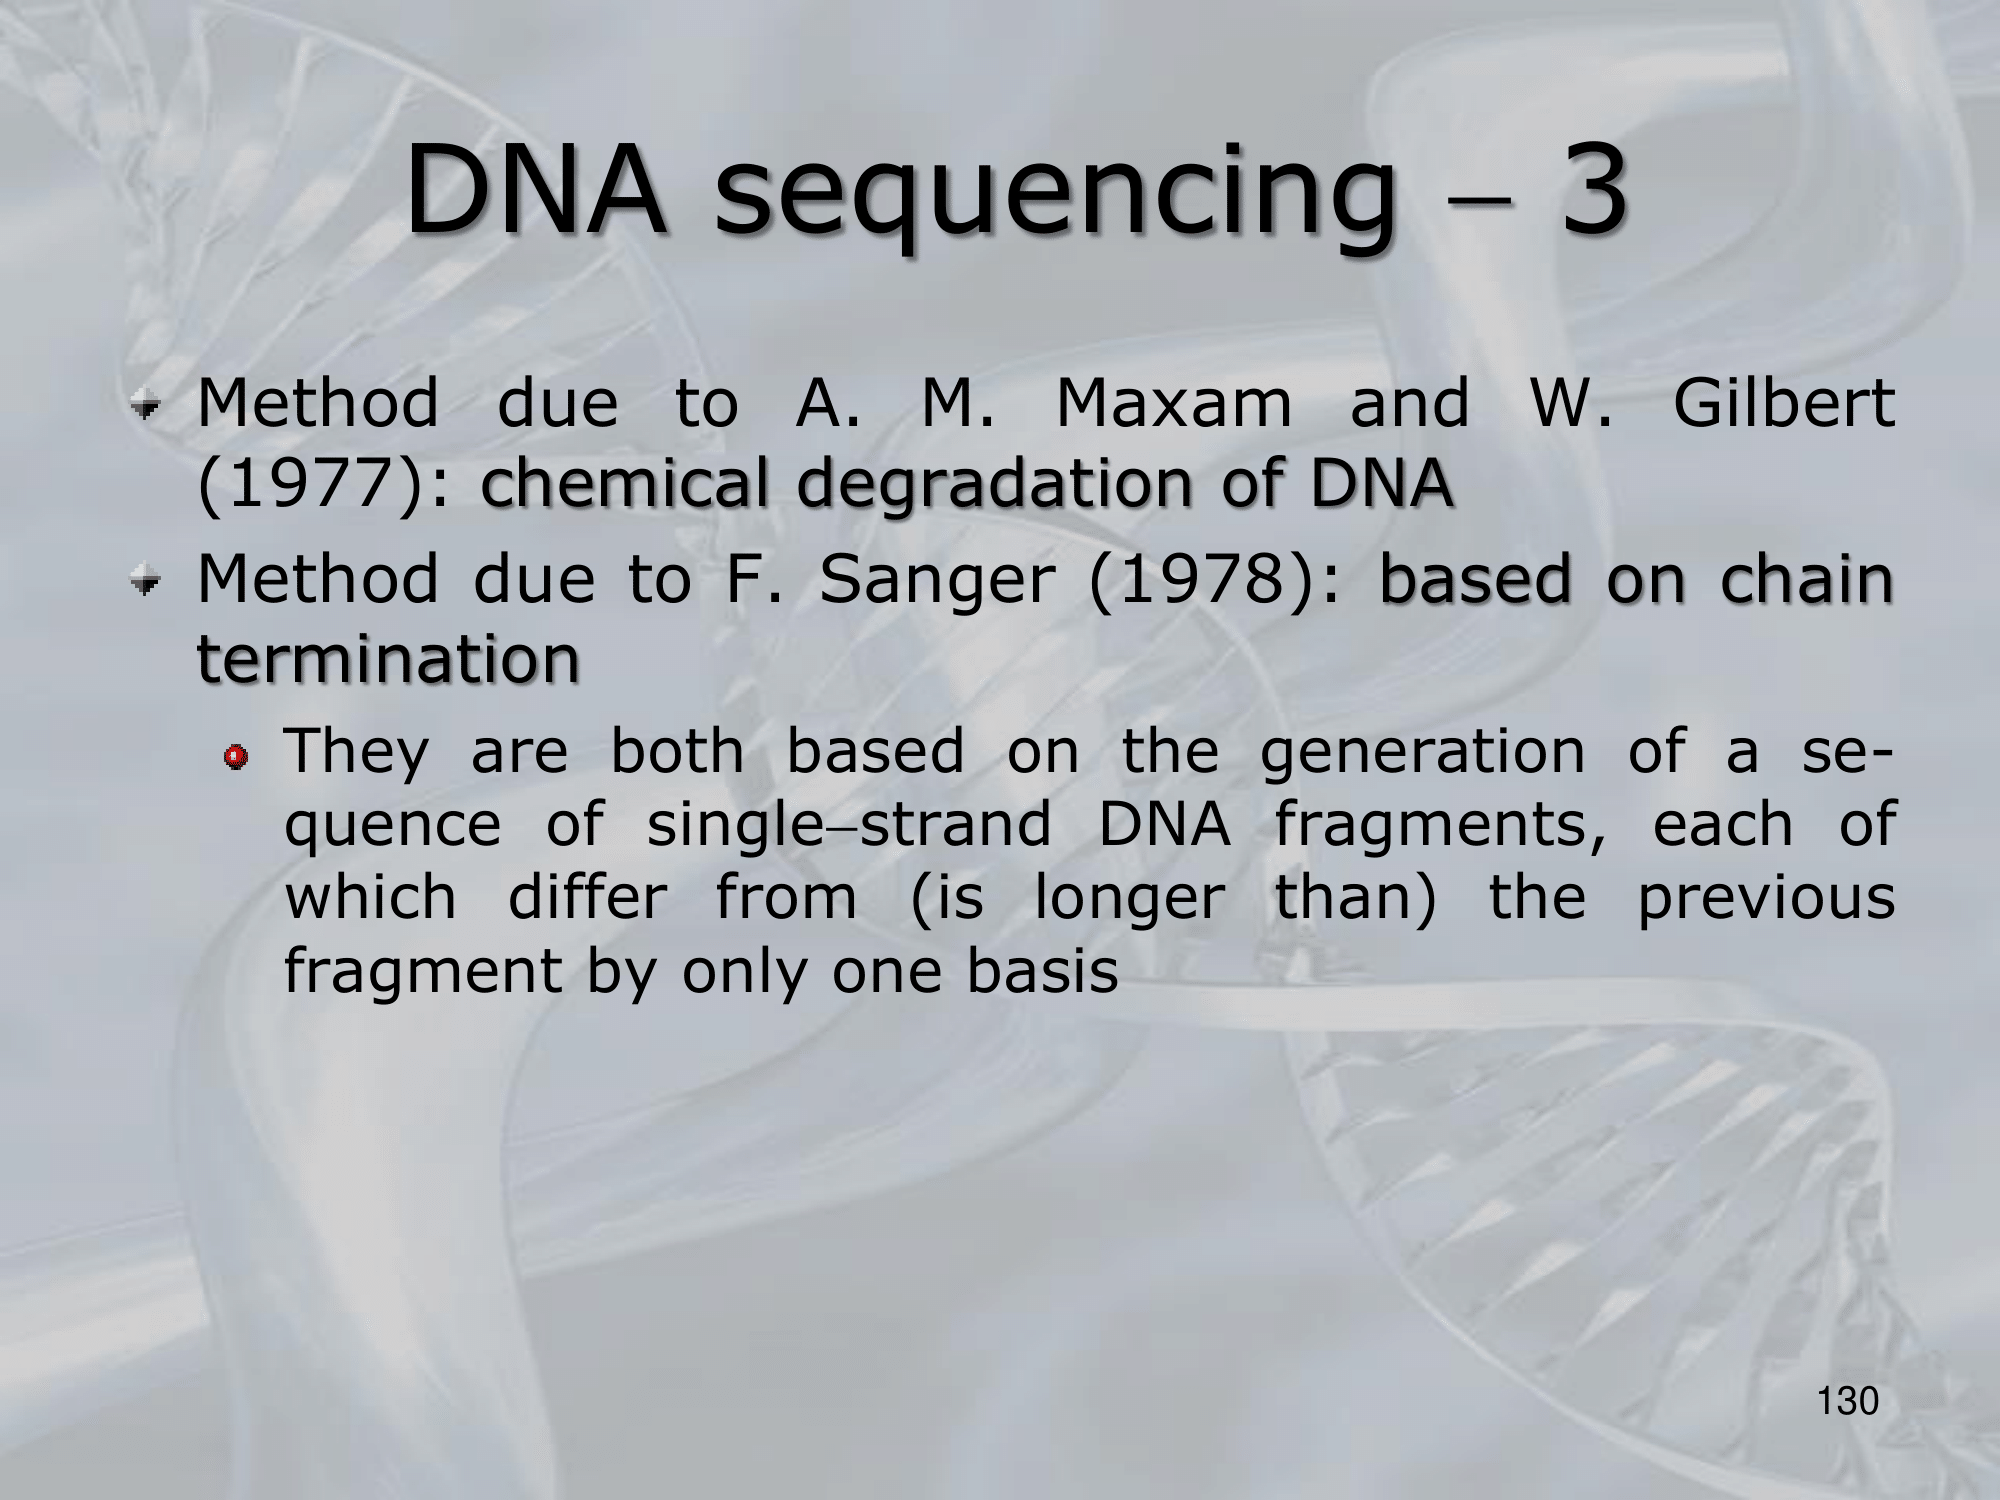 DNA sequencing – 3
Method due to A. M. Maxam and W. Gilbert
(1977): chemical degradation of DNA
Method due to F. Sanger (1978): based on chain
termination
They are both based on the generation of a se-
quence of single–strand DNA fragments, each of
which differ from (is longer than) the previous
fragment by only one basis
130